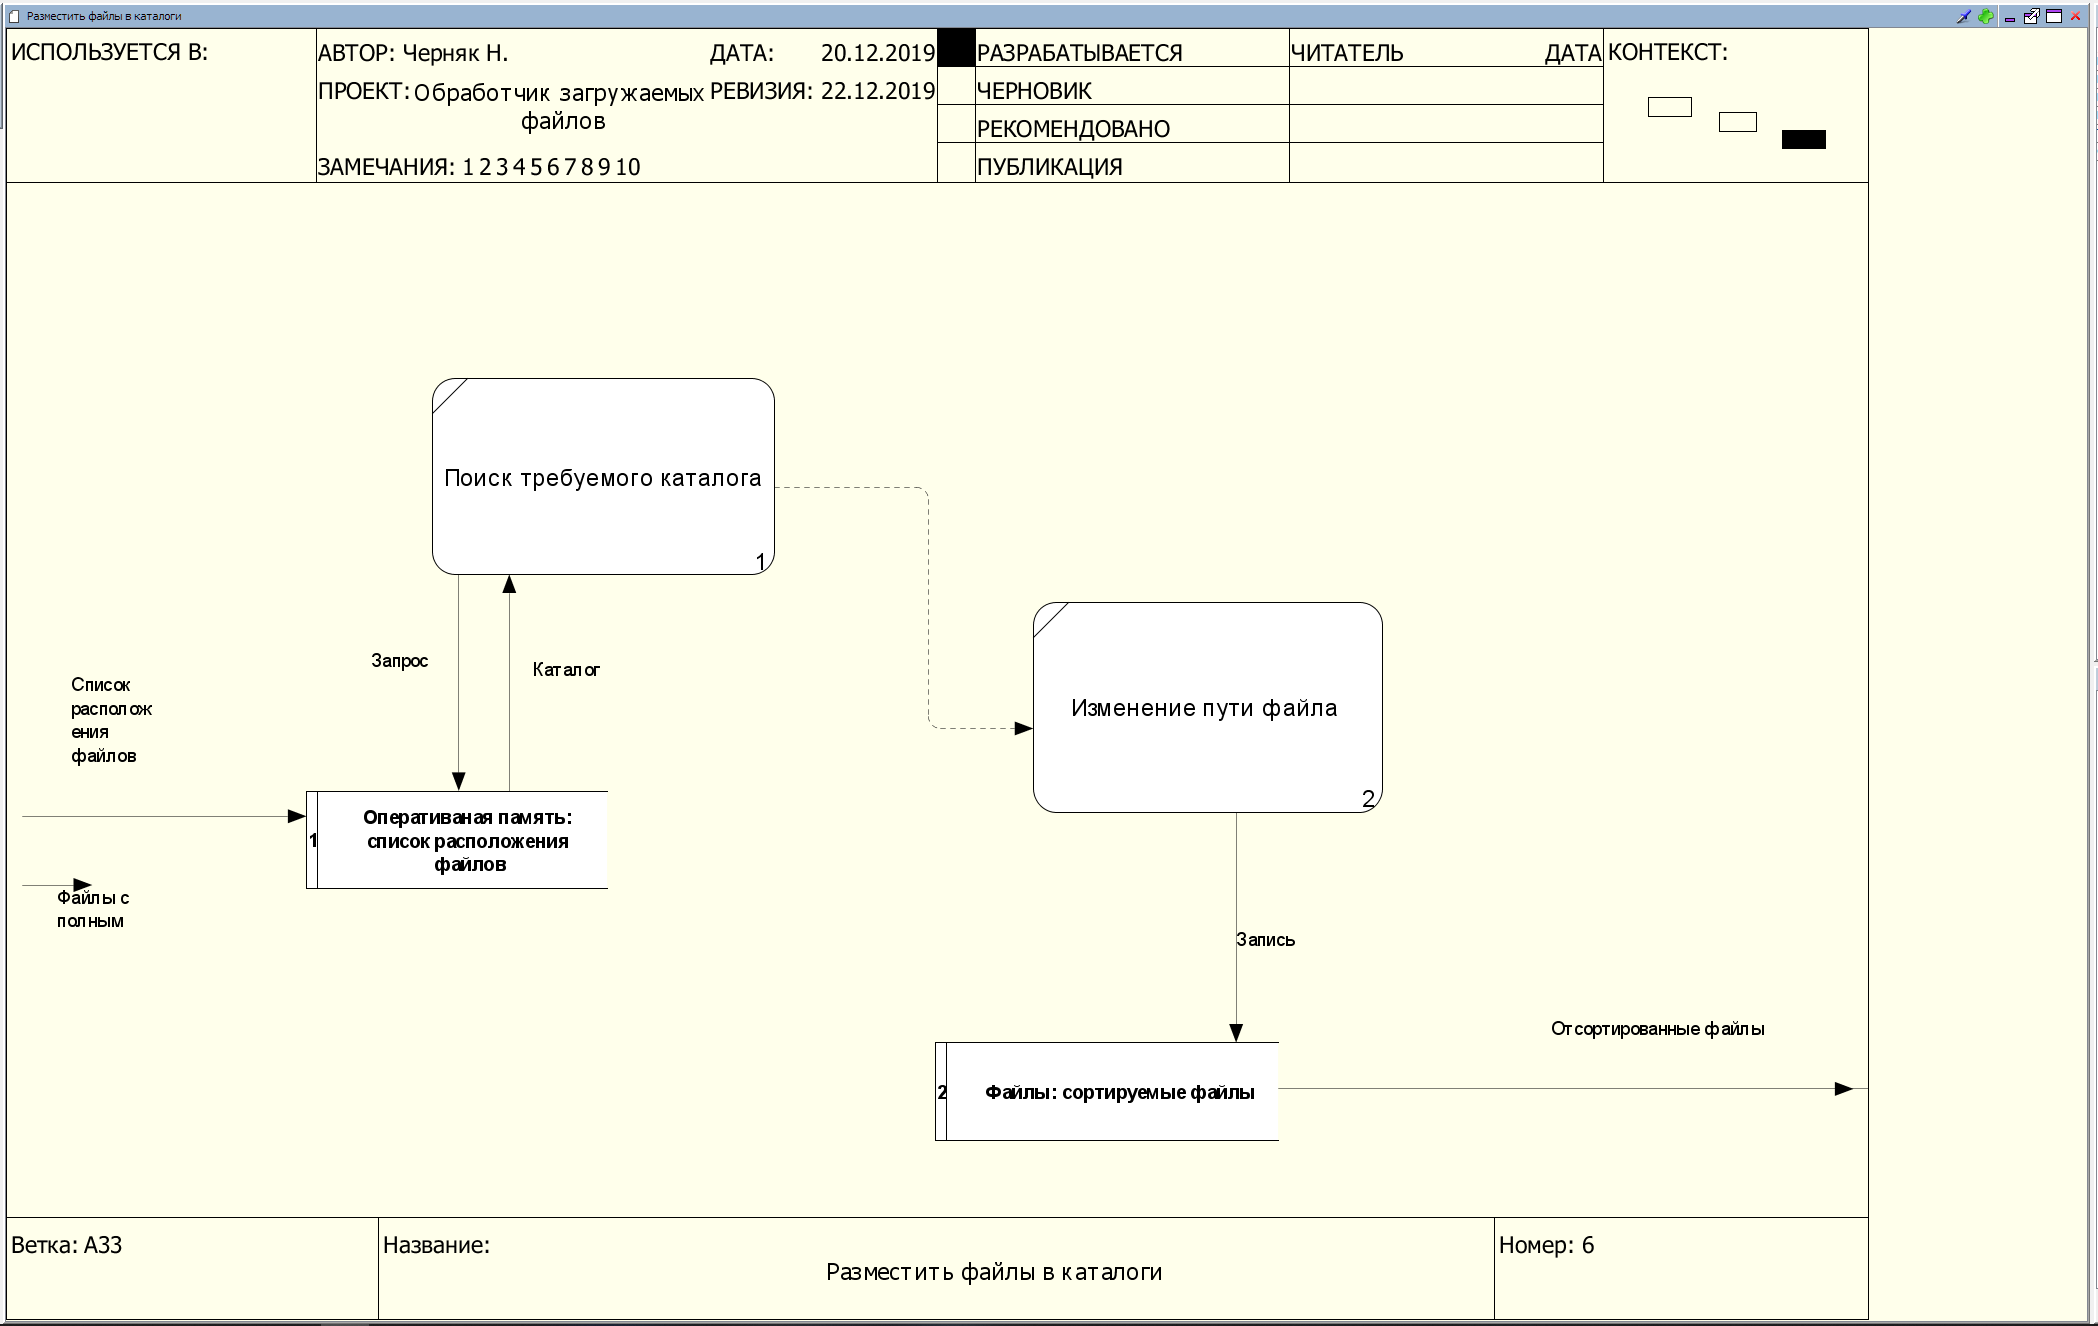 Разместить файлы в каталоги
ИСПОЛЬЗУЕТСЯ В:
АВТОР: Черняк Н.
ДАТА: 20.12.2019
ПРОЕКТ: Обработчик загружаемых
файлов
РЕВИЗИЯ: 22.12.2019
ЗАМЕЧАНИЯ: 1 2 3 4 5 6 7 8 9 10
РАЗРАБАТЫВАЕТСЯ
ЧЕРНОВИК
РЕКОМЕНДОВАНО
ПУБЛИКАЦИЯ
ЧИТАТЕЛЬ ДАТА
КОНТЕКСТ:
Поиск требуемого каталога
1
Запрос
Каталог
Список
располож
ения
файлов
Изменение пути файла
2
1
Оперативаная память:
список расположения
файлов
Файлы с
полным
Запись
Отсортированные файлы
2
Файлы: сортируемые файлы
Ветка: A33
Название:
Разместить файлы в каталоги
Номер: 6